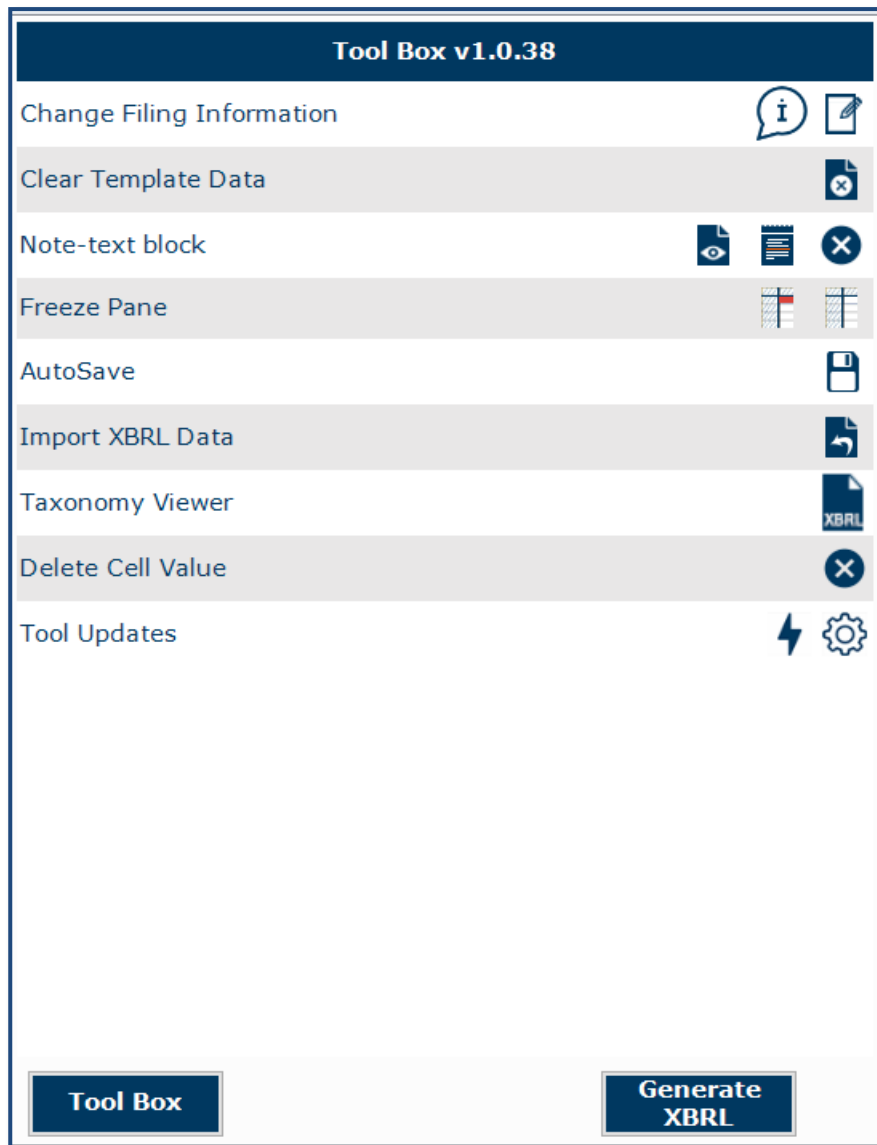 Tool Box v1.0.38
Change Filing Information
i
Clear Template Data
Note-text block
Freeze Pane
AutoSave
Import XBRL Data
Taxonomy Viewer
XBRL
Delete Cell Value
Tool Updates
Tool Box
Generate
XBRL